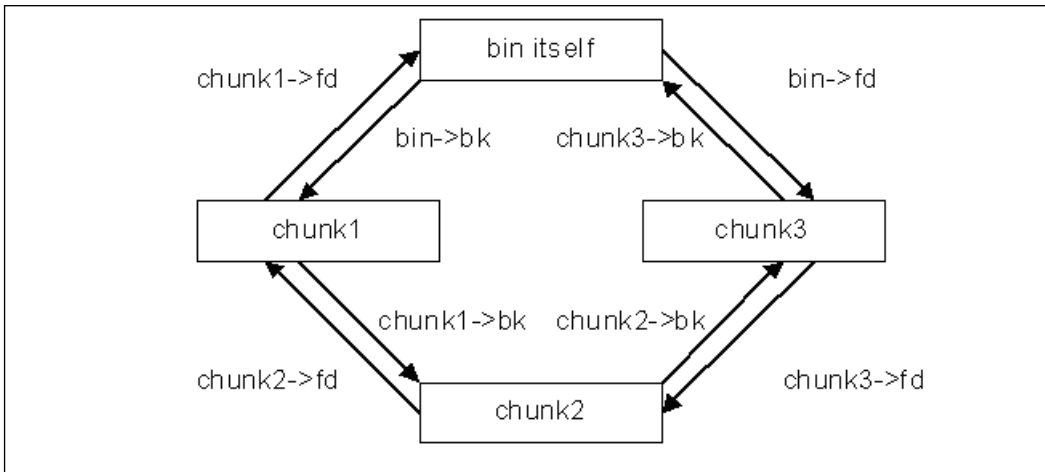 bin itself
chunk1->fd
bin->fd
bin->bk
chunk3->bk
chunk1
chunk3
chunk1->bk
chunk2->bk
chunk2->fd
chunk3->fd
chunk2